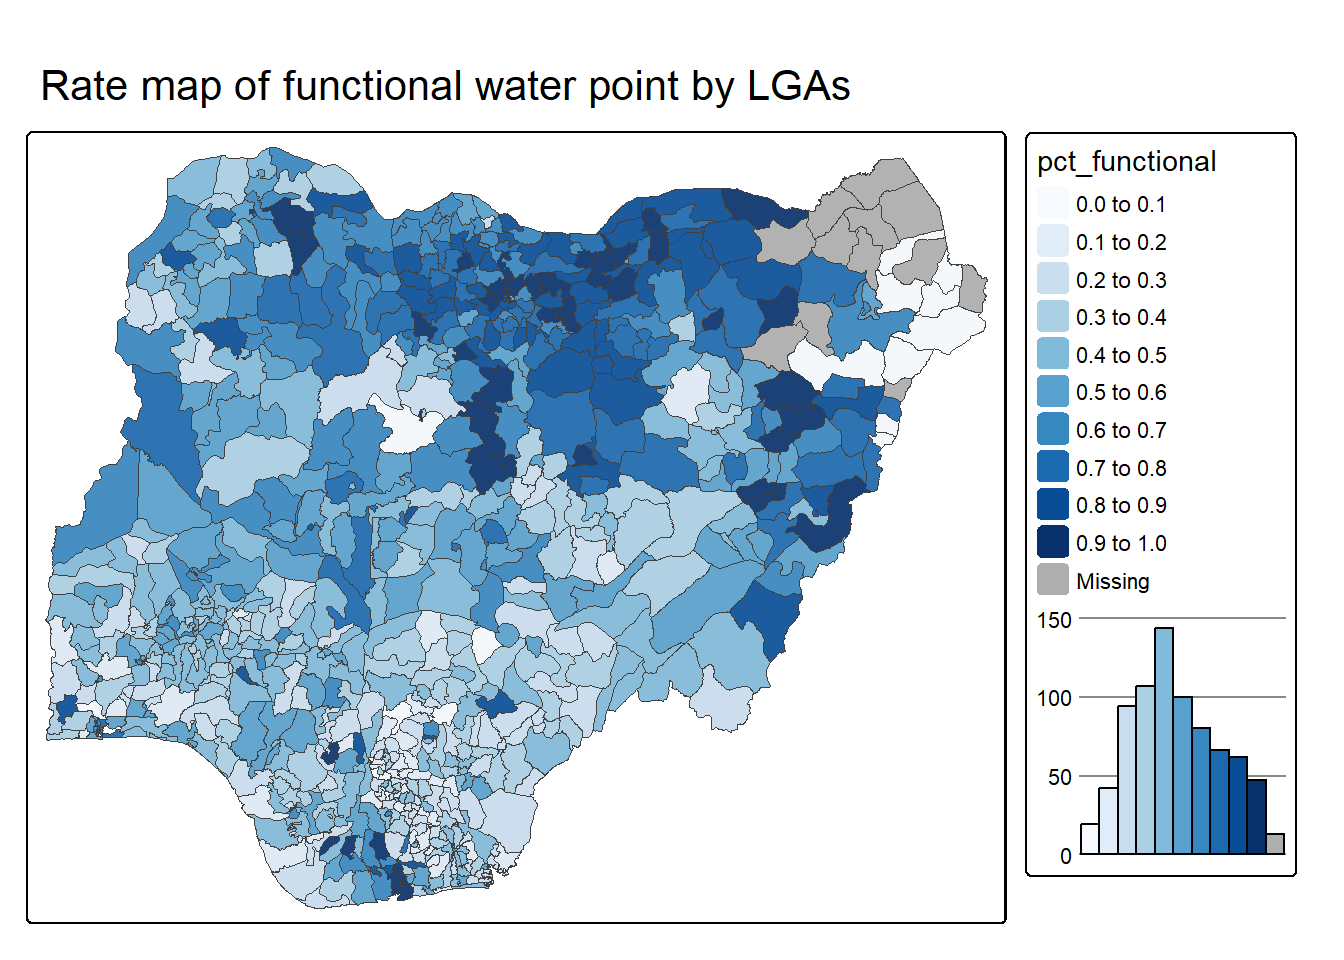 Rate map of functional water point by LGAs
pct_functional
0.0 to 0.1
0.1 to 0.2
0.2 to 0.3
0.3 to 0.4
0.4 to 0.5
0.5 to 0.6
0.6 to 0.7
0.7 to 0.8
0.8 to 0.9
0.9 to 1.0
Missing
150
100
50
0